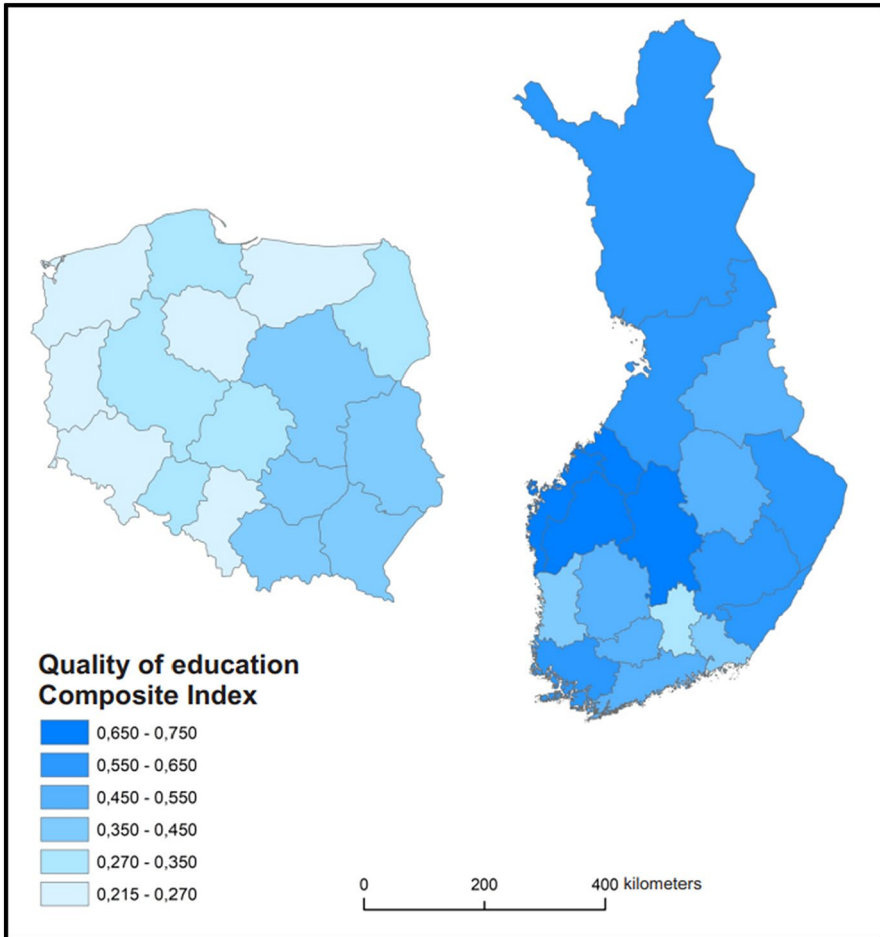 Quality of education
Composite Index
0,650 - 0,750
0,550 - 0,650
0,450 - 0,550
0,350 - 0,450
0,270 - 0,350
0,215 - 0,270
0 200 400 kilometers